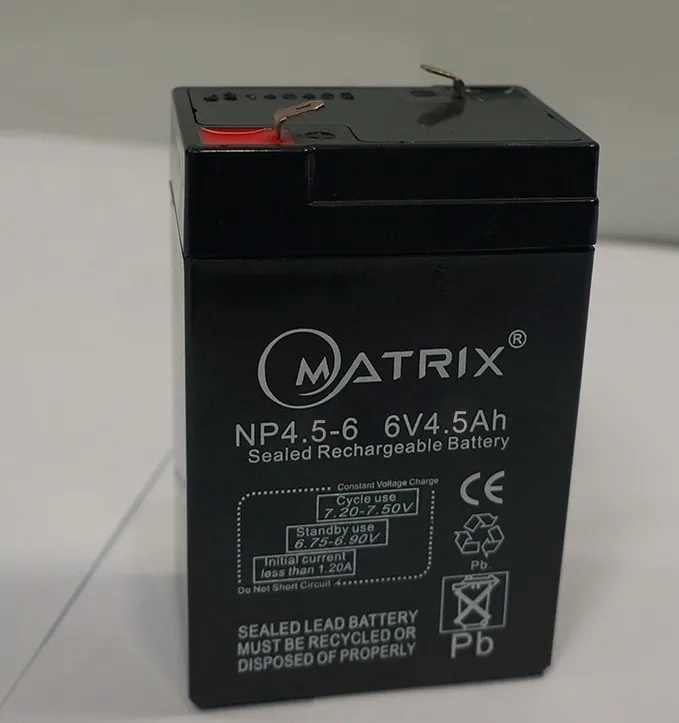 MATRIX®
NP4.5-6 6V4.5Ah
Sealed Rechargeable Battery
Constant Voltage Charge
Cycle use
7.20-7.50V
Standby use
6.75-6.90V
Initial current
less than 1.20A
Do Not Short Circuit
CE
Pb.
Pb
SEALED LEAD BATTERY
MUST BE RECYCLED OR
DISPOSED OF PROPERLY